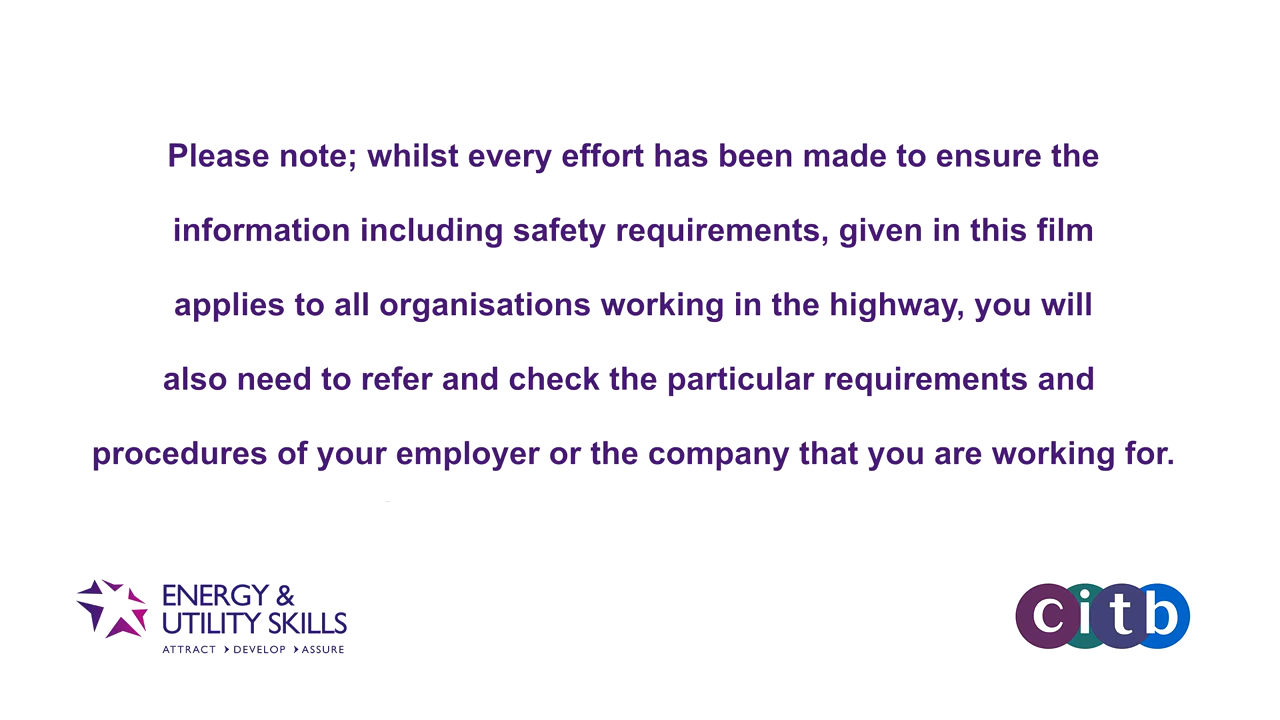 Please note; whilst every effort has been made to ensure the
information including safety requirements, given in this film
applies to all organisations working in the highway, you will
also need to refer and check the particular requirements and
procedures of your employer or the company that you are working for.
ENERGY &
UTILITY SKILLS
ATTRACT > DEVELOP > ASSURE
citb